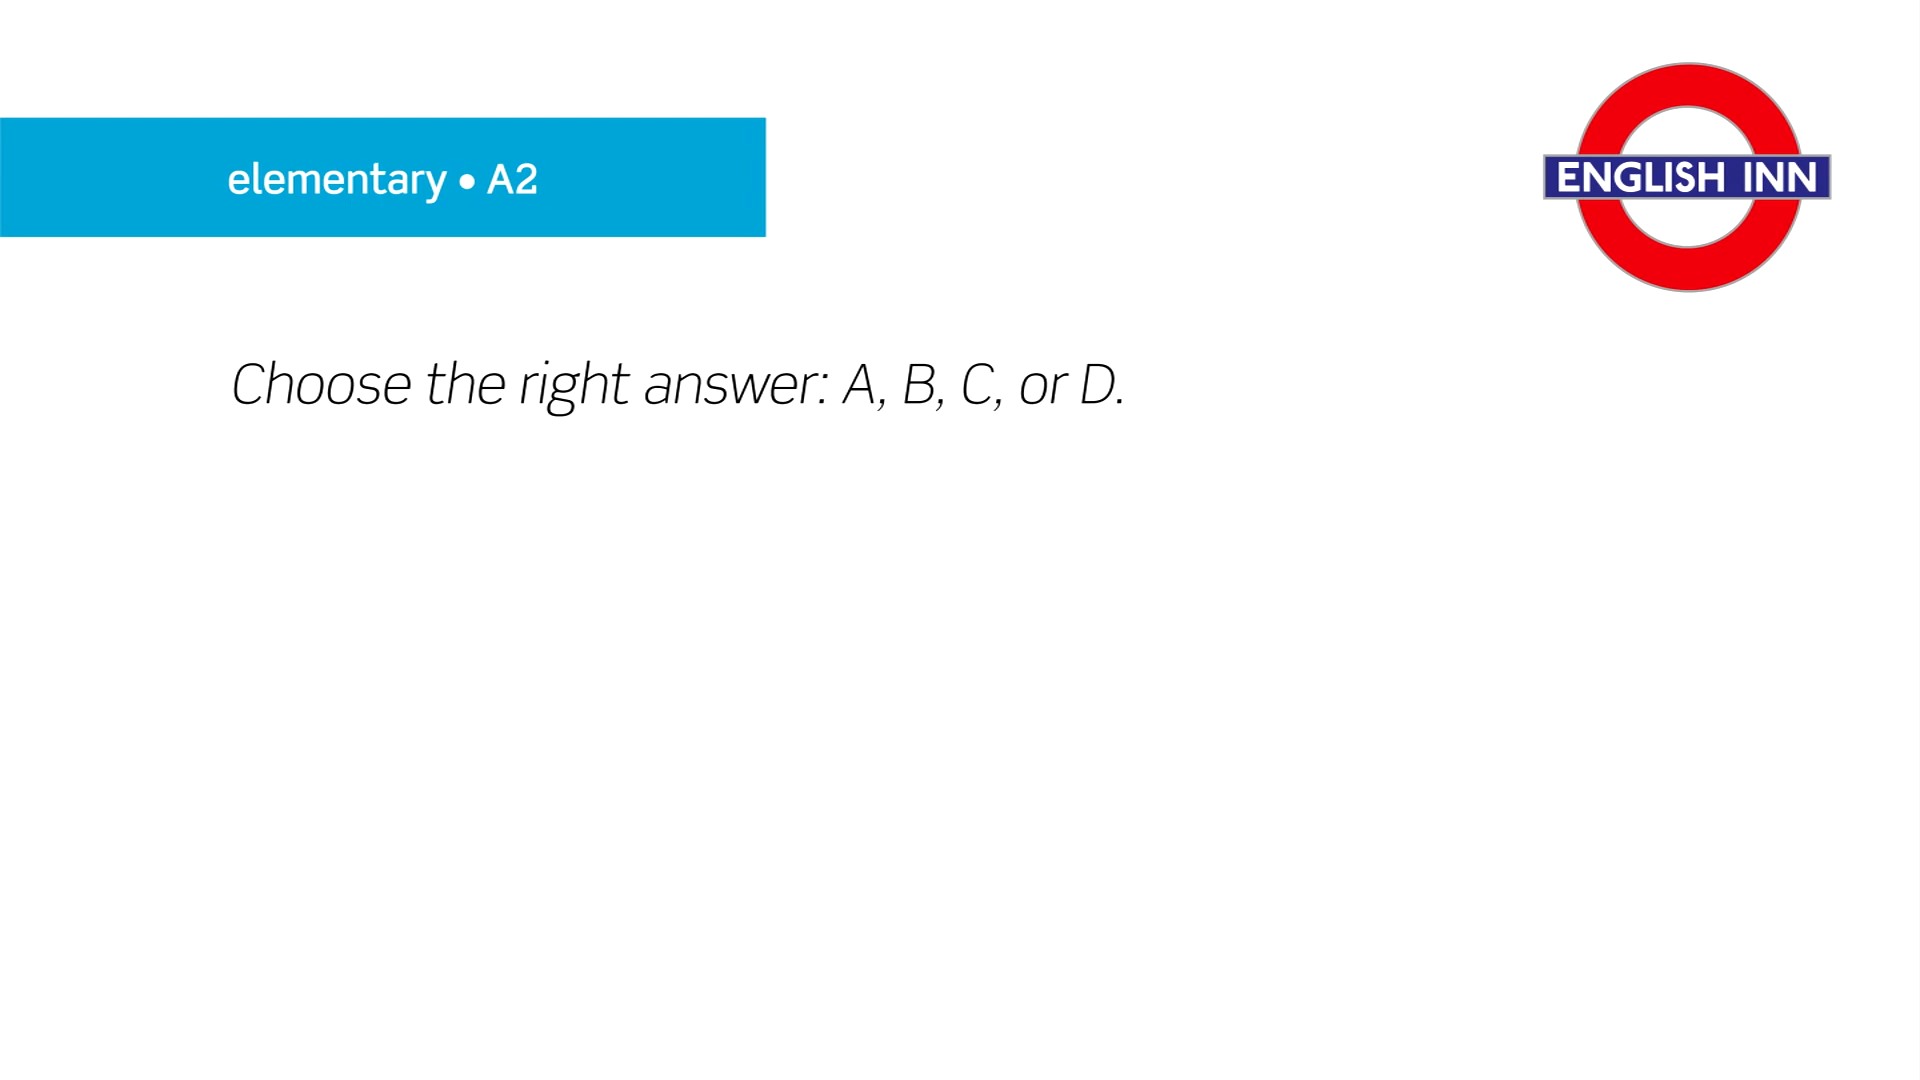 elementary • A2
ENGLISH INN
Choose the right answer: A, B, C, or D.